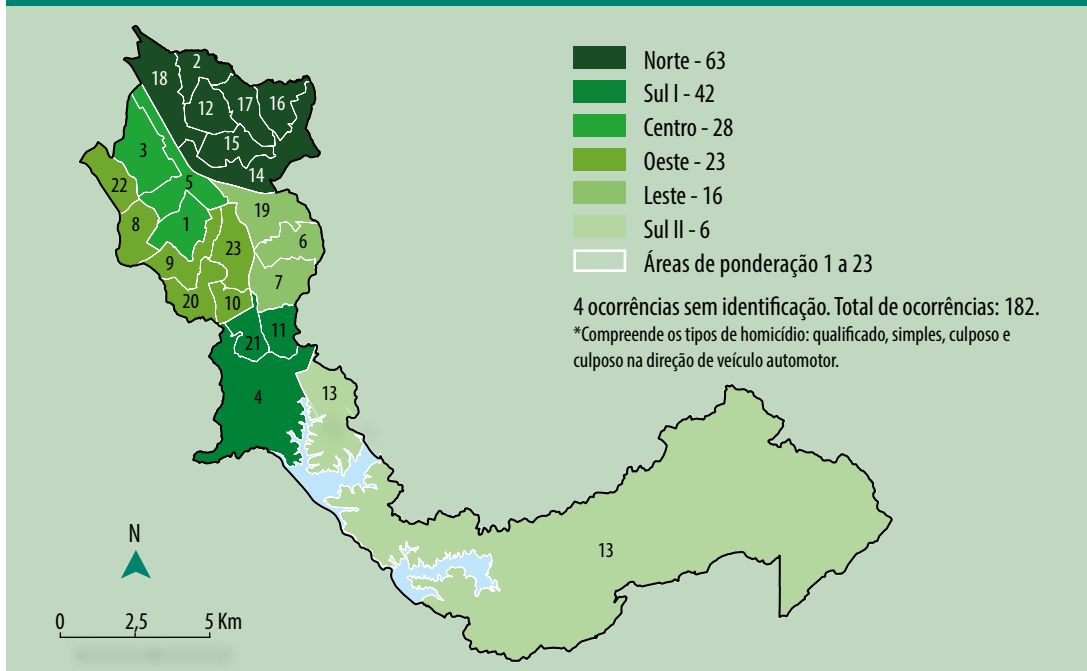 Norte - 63
Sul I - 42
Centro - 28
Oeste - 23
Leste - 16
Sul II - 6
Áreas de ponderação 1 a 23
4 ocorrências sem identificação. Total de ocorrências: 182.
*Compreende os tipos de homicídio: qualificado, simples, culposo e
culposo na direção de veículo automotor.
2
18
12
17
16
15
3
14
5
22
19
8
1
6
23
9
7
20
10
11
21
4
13
13
N
0 2,5 5 Km